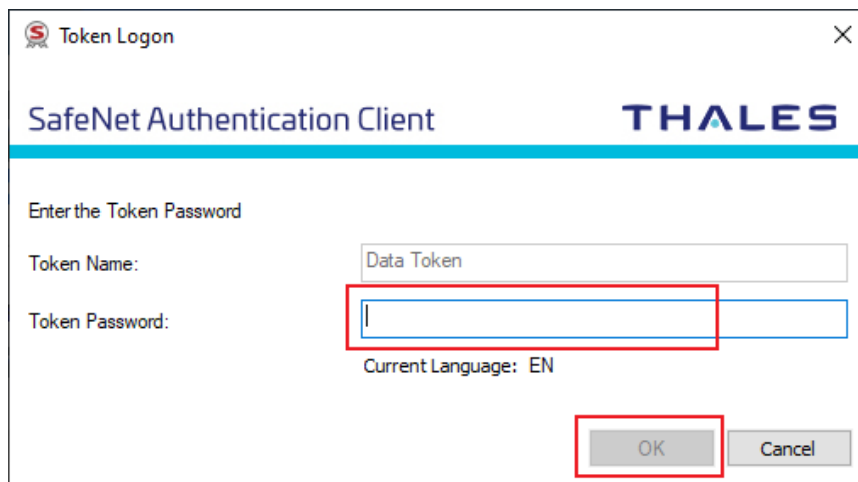 Token Logon
SafeNet Authentication Client THALES
Enter the Token Password
Token Name: Data Token
Token Password:
Current Language: EN
OK Cancel